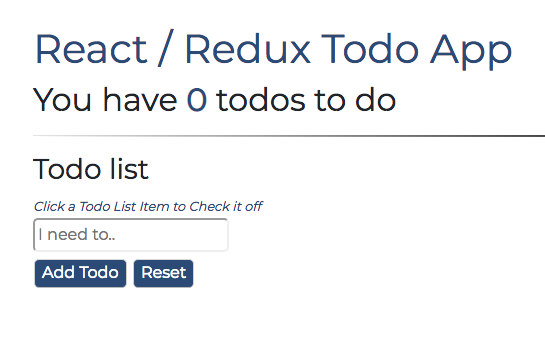 React / Redux Todo App
You have 0 todos to do
Todo list
Click a Todo List Item to Check it off
I need to..
Add Todo Reset